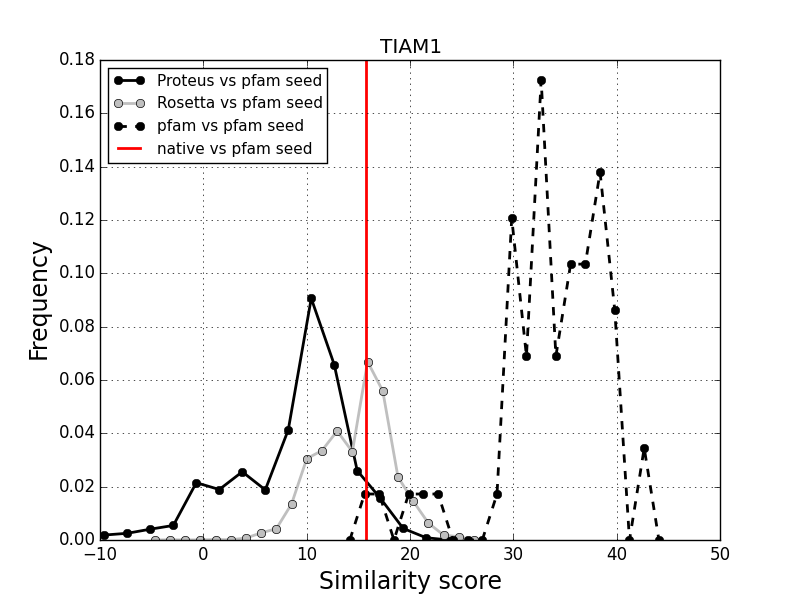 TIAM1
Proteus vs pfam seed
Rosetta vs pfam seed
pfam vs pfam seed
native vs pfam seed
0.18
0.16
0.14
0.12
0.10
0.08
0.06
0.04
0.02
0.00
Frequency
−10 0 10 20 30 40 50
Similarity score